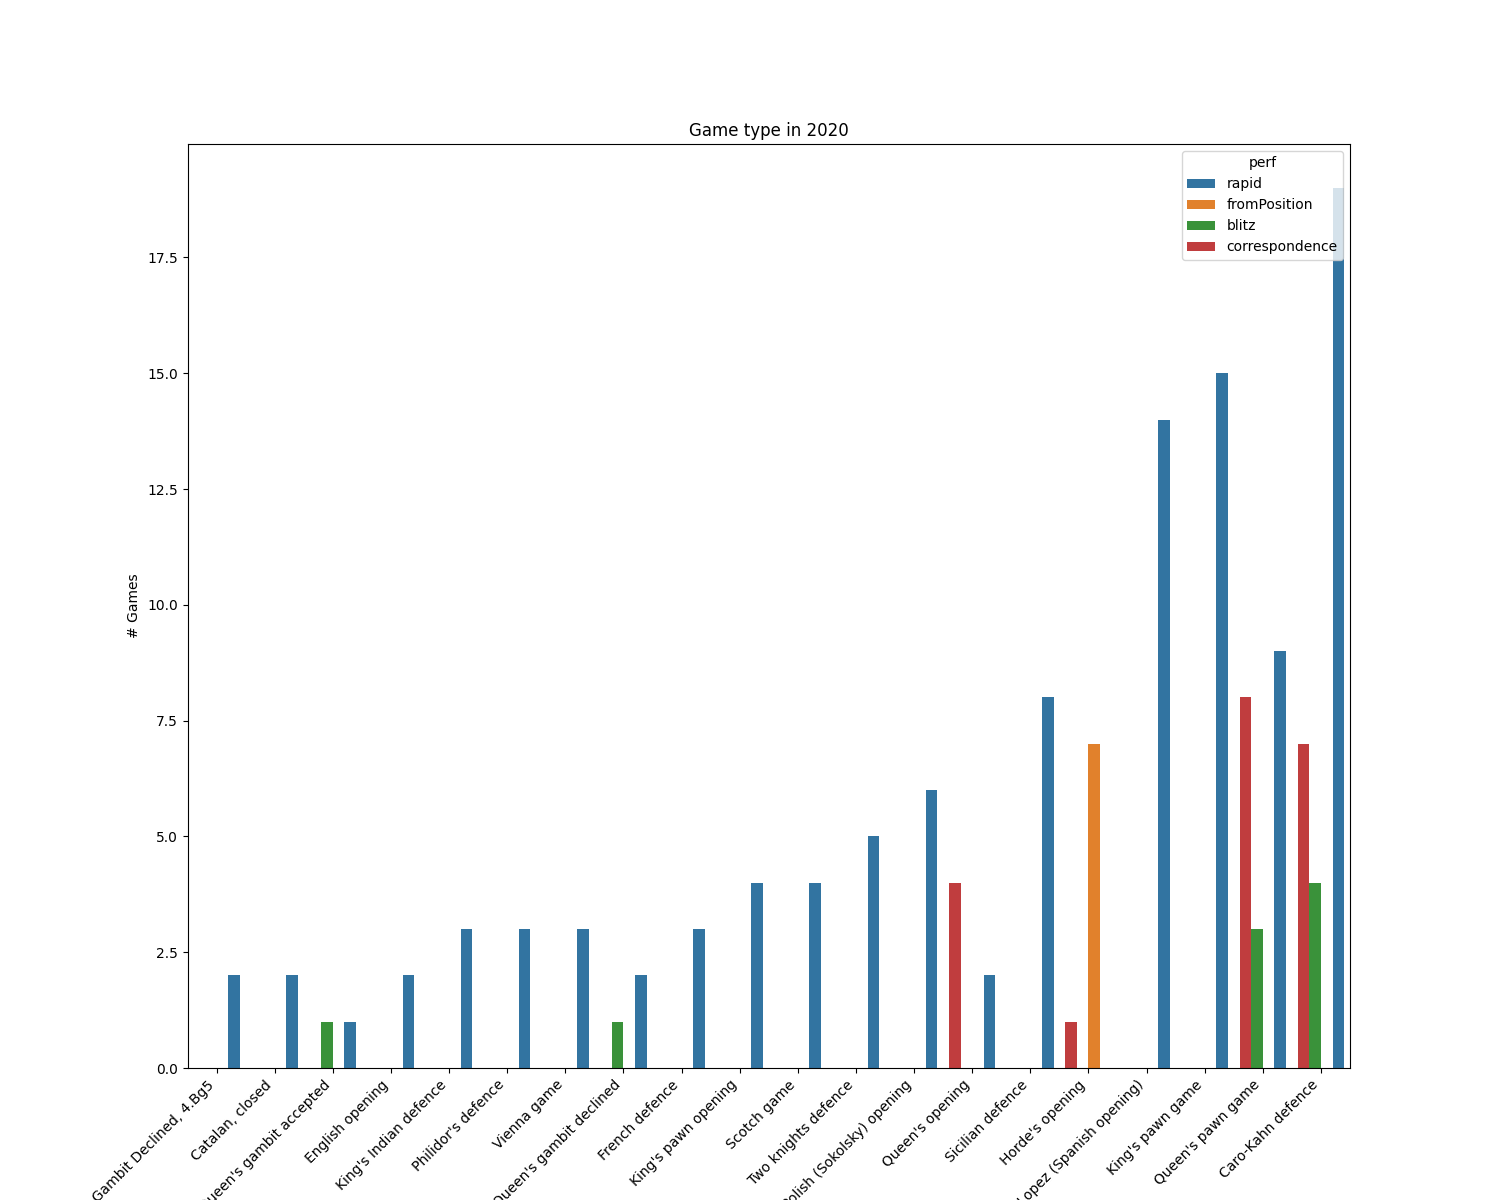 Game type in 2020
perf
rapid
fromPosition
blitz
correspondence
# Games
17.5
15.0
12.5
10.0
7.5
5.0
2.5
0.0
Gambit Declined, 4.Bg5
Catalan, closed
gambit accepted
English opening
King's Indian defence
Philidor's defence
Vienna game
Queen's gambit declined
French defence
King's pawn opening
Scotch game
Two knights defence
(Sokolsky) opening
Queen's opening
Sicilian defence
Horde's opening
Lopez (Spanish opening)
King's pawn game
Queen's pawn game
Caro-Kahn defence